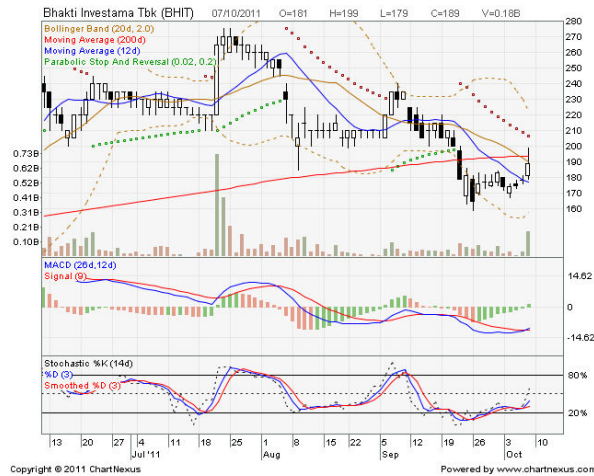 Bhakti Investama Tbk (BHIT) 07/10/2011 O=181 H=199 L=179 C=189 V=0.18B
Bollinger Band (20d, 2.0)
Moving Average (200d)
Moving Average (12d)
Parabolic Stop And Reversal (0.02, 0.2)
280
270
260
250
240
230
220
210
200
190
180
170
160
0.73B
0.62B
0.52B
0.41B
0.31B
0.21B
0.10B
MACD (26d,12d)
Signal (9)
14.62
0
-14.62
Stochastic %K (14d)
%D (3)
Smoothed %D (3)
80%
20%
13 20 27 4 11 18 25 1 8 15 22 5 12 19 26 3 10
Jul '11 Aug Sep Oct
Copyright © 2011 ChartNexus Powered by www.chartnexus.com